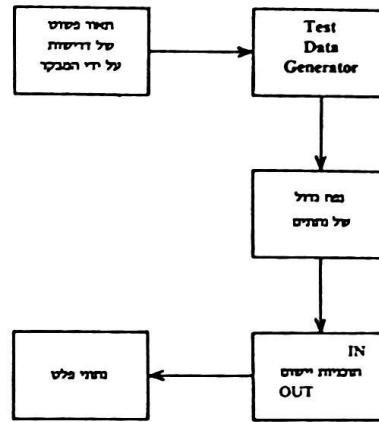 תאור פשוט
של דרישות
על ידי המבקר
Test
Data
Generator
נפח גדול
של נתונים
IN
תוכניות יישום
OUT
נתוני פלט